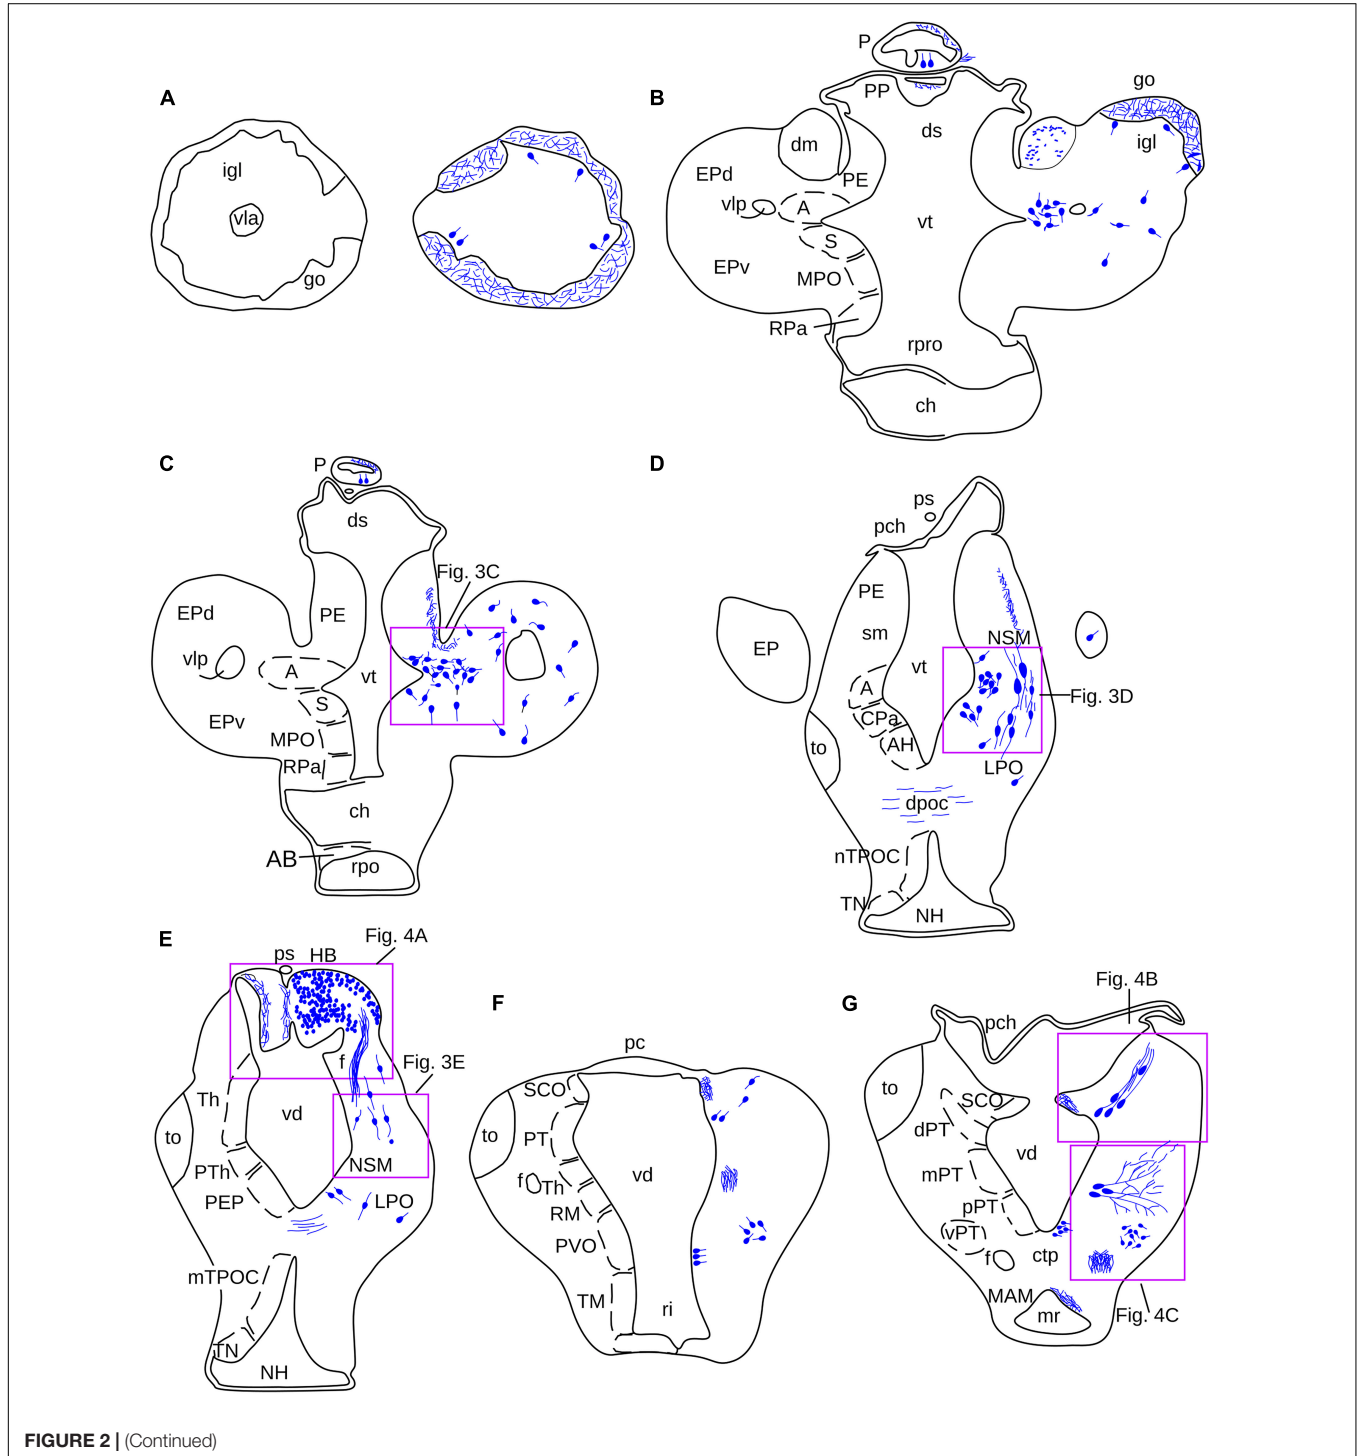 A
igl
vla
go
B
P
PP
go
ds
dm
igl
EPd
PE
vlp
A
vt
S
EPv
MPO
RPa
rpro
ch
C
P
ds
Fig. 3C
EPd
PE
vlp
A
vt
S
EPv
MPO
RPa
ch
AB
rpo
D
ps
pch
PE
sm
NSM
EP
vt
A
Fig. 3D
CPa
to
AH
LPO
dpoc
nTPOC
TN
NH
E
Fig. 4A
ps
HB
f
Fig. 3E
Th
vd
to
PTh
NSM
PEP
LPO
mTPOC
TN
NH
F
pc
SCO
to
PT
vd
f
Th
RM
PVO
TM
ri
G
Fig. 4B
pch
to
SCO
dPT
vd
mPT
pPT
vPT
f
ctp
MAM
mr
Fig. 4C
FIGURE 2 | (Continued)